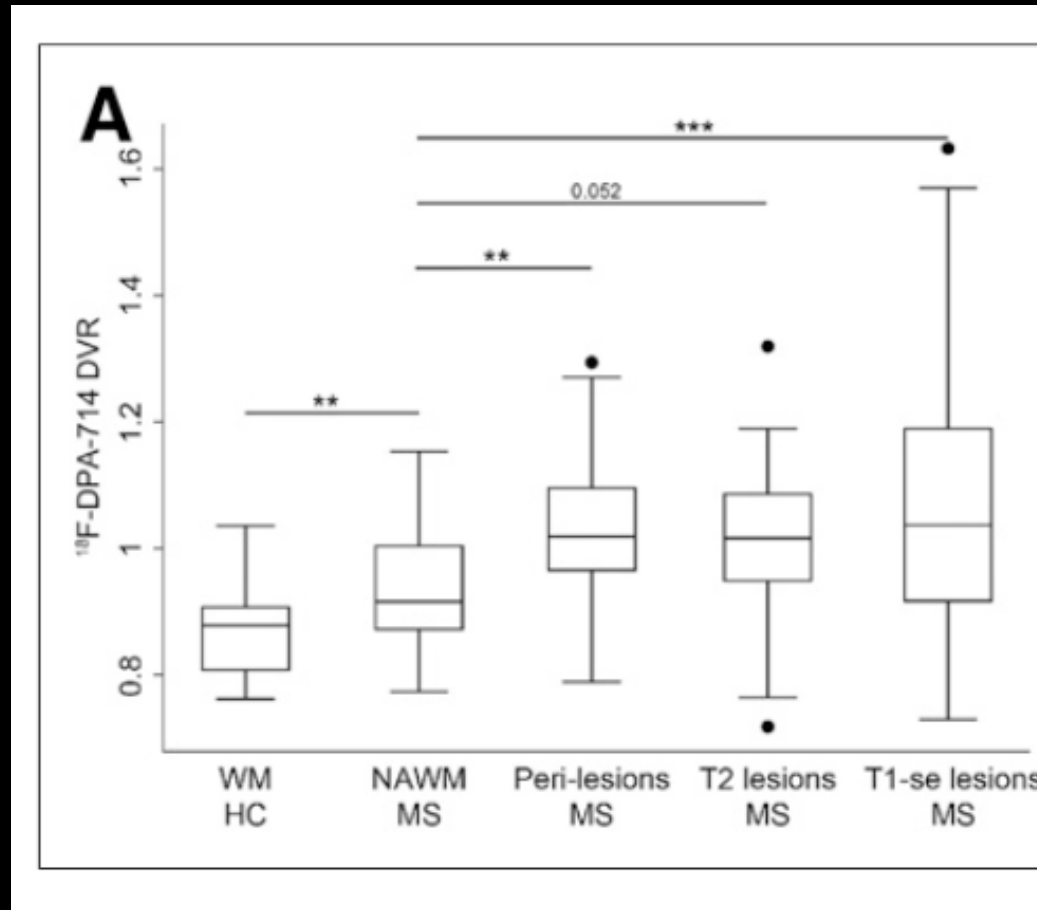 A
***
0.052
**
**
1.6
1.4
1.2
1
0.8
¹⁸F-DPA-714 DVR
WM NAWM Peri-lesions T2 lesions T1-se lesions
HC MS MS MS MS